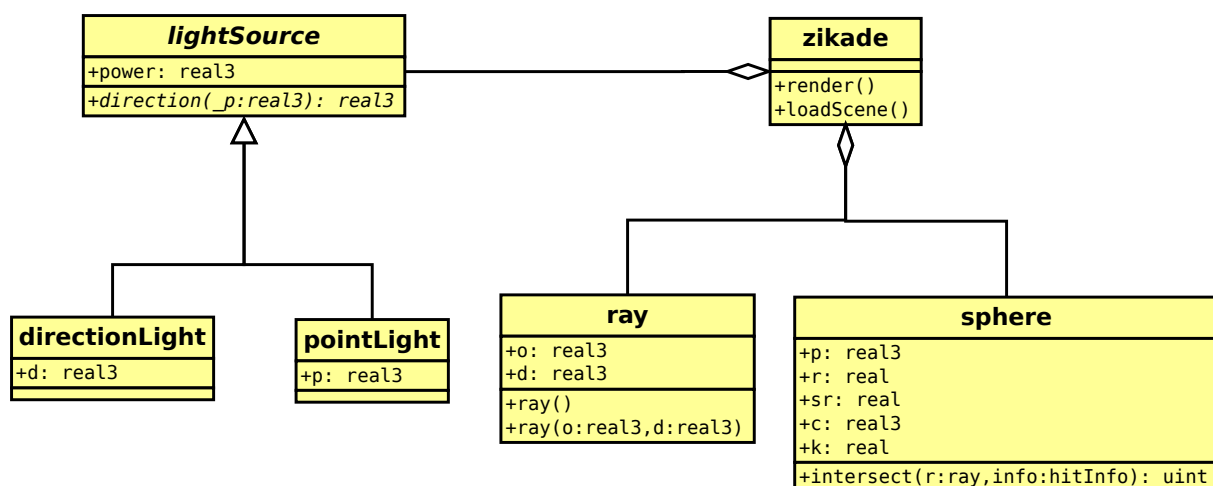 lightSource
+power: real3
+direction(_p:real3): real3
zikade
+render()
+loadScene()
directionLight
+d: real3
pointLight
+p: real3
ray
+o: real3
+d: real3
+ray()
+ray(o:real3,d:real3)
sphere
+p: real3
+r: real
+sr: real
+c: real3
+k: real
+intersect(r:ray,info:hitInfo): uint